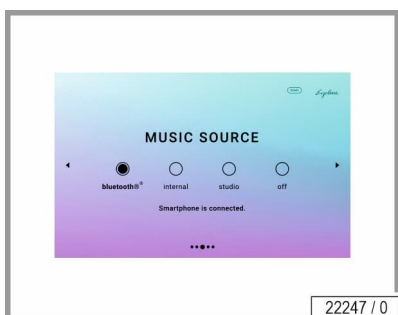 MUSIC SOURCE
bluetooth®®
internal
studio
off
Smartphone is connected.
22247 / 0